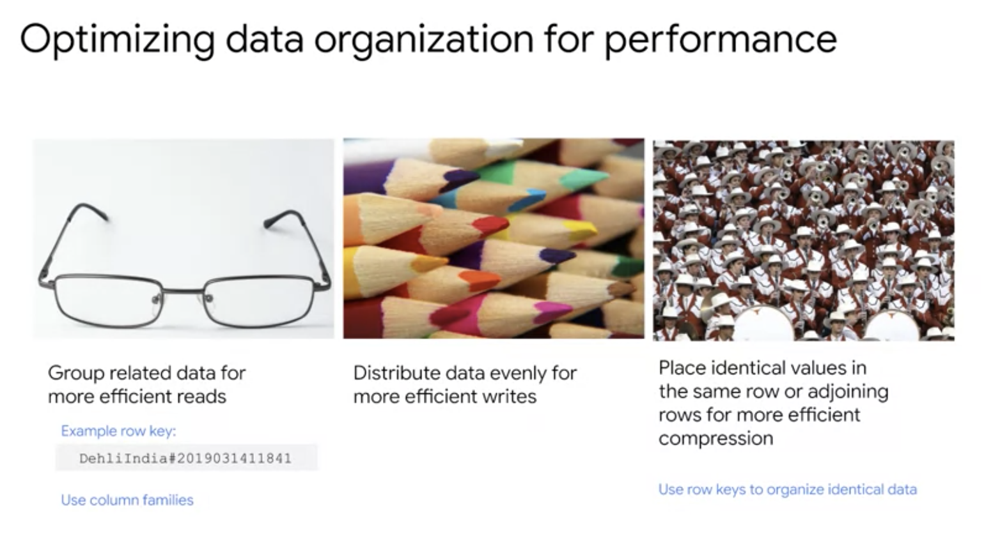 Optimizing data organization for performance
Group related data for
more efficient reads
Example row key:
DehliIndia#2019031411841
Use column families
Distribute data evenly for
more efficient writes
Place identical values in
the same row or adjoining
rows for more efficient
compression
Use row keys to organize identical data